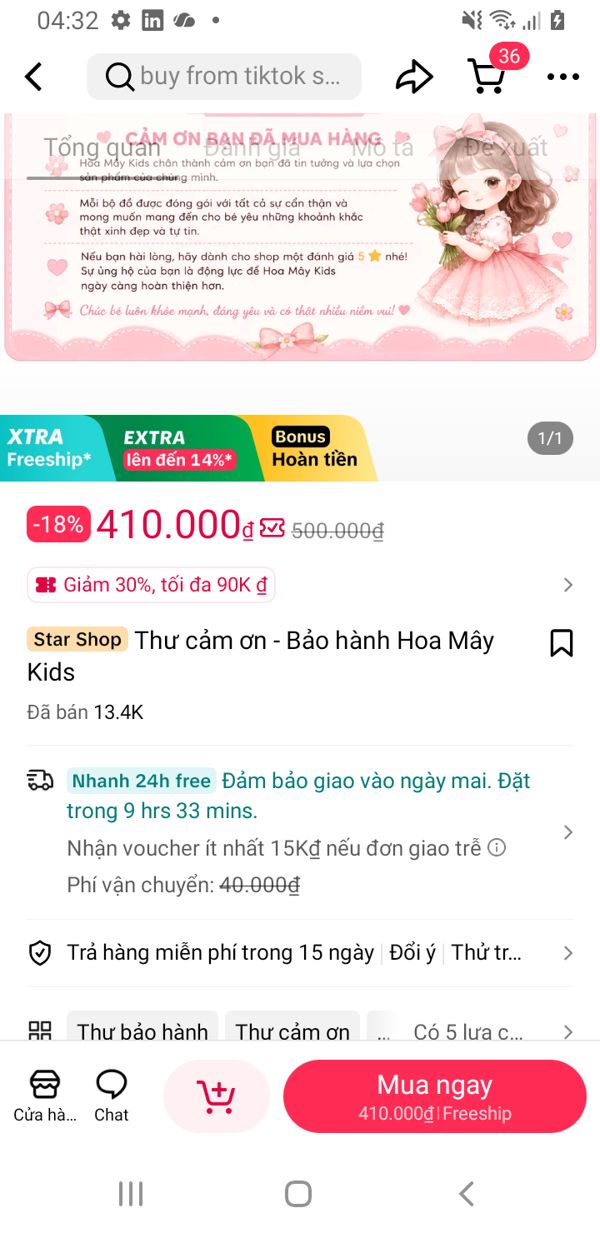 04:32
36
buy from tiktok s...
CẢM ƠN BẠN ĐÃ MUA HÀNG
Tổng quan Đánh giá Mô tả Đề xuất
Hoa Mây Kids chân thành cảm ơn bạn đã tin tưởng và lựa chọn
sản phẩm của chúng mình.
Mỗi bộ đồ được đóng gói với tất cả sự cẩn thận và
mong muốn mang đến cho bé yêu những khoảnh khắc
thật xinh đẹp và tự tin.
Nếu bạn hài lòng, hãy dành cho shop một đánh giá 5 ⭐ nhé!
Sự ủng hộ của bạn là động lực để Hoa Mây Kids
ngày càng hoàn thiện hơn.
Chúc bé luôn khỏe mạnh, đáng yêu và có thật nhiều niềm vui!
XTRA
Freeship*
EXTRA
lên đến 14%*
Bonus
Hoàn tiền
1/1
-18% 410.000đ 500.000đ
Giảm 30%, tối đa 90K đ
Star Shop Thư cảm ơn - Bảo hành Hoa Mây
Kids
Đã bán 13.4K
Nhanh 24h free Đảm bảo giao vào ngày mai. Đặt
trong 9 hrs 33 mins.
Nhận voucher ít nhất 15K₫ nếu đơn giao trễ
Phí vận chuyển: 40.000₫
Trả hàng miễn phí trong 15 ngày Đổi ý Thử tr...
Thư bảo hành Thư cảm ơn ... Có 5 lựa c...
Cửa hà... Chat
Mua ngay
410.000₫ Freeship